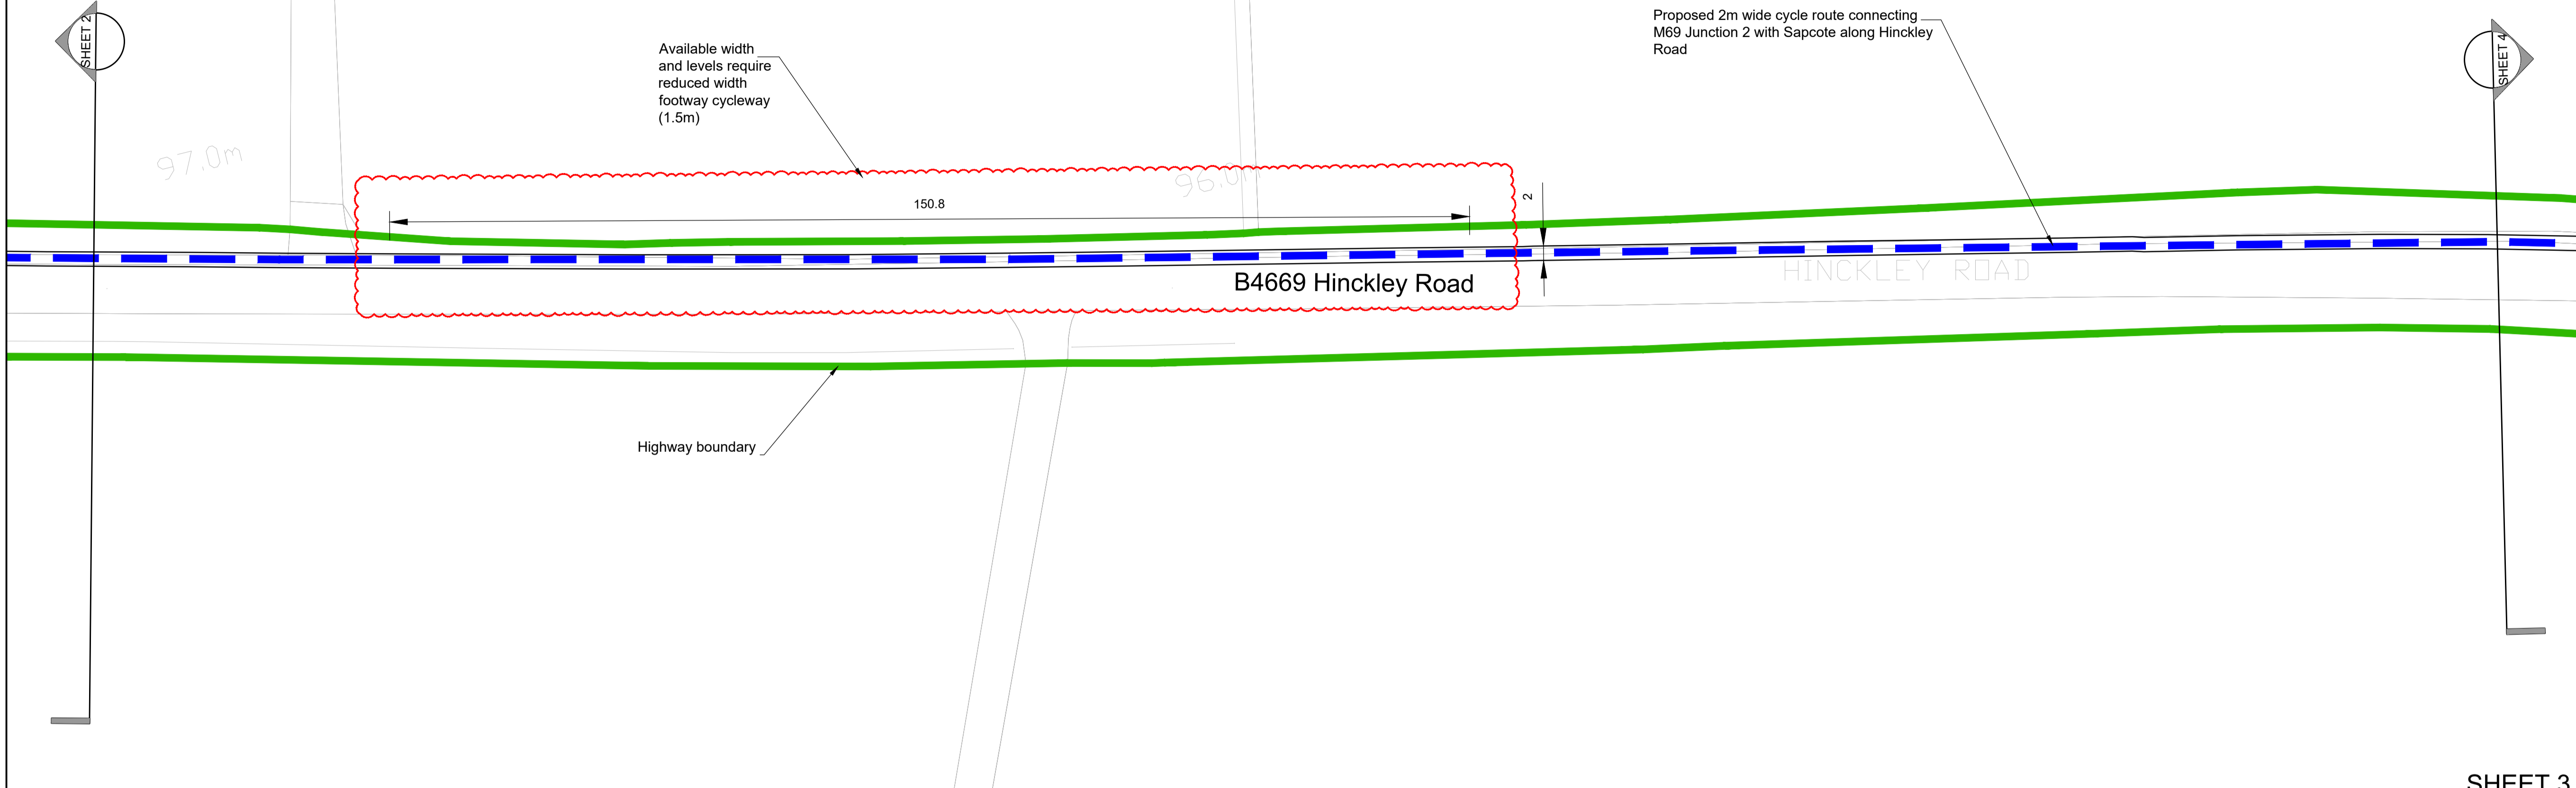 SHEET 2
Available width
and levels require
reduced width
footway cycleway
(1.5m)
Proposed 2m wide cycle route connecting
M69 Junction 2 with Sapcote along Hinckley
Road
SHEET 4
97.0m
96.0m
150.8
2
B4669 Hinckley Road
HINCKLEY ROAD
Highway boundary
SHEET 3